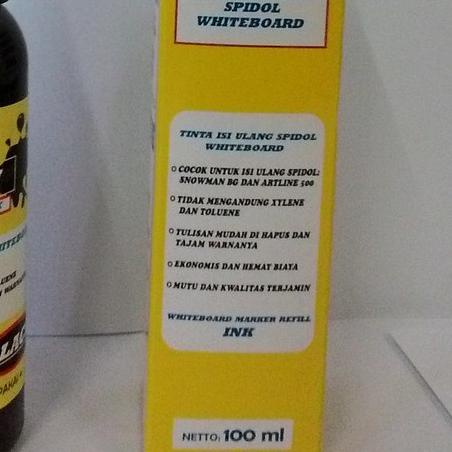 SPIDOL
WHITEBOARD
TINTA ISI ULANG SPIDOL
WHITEBOARD
COCOK UNTUK ISI ULANG SPIDOL:
SNOWMAN BG DAN ARTLINE 500
TIDAK MENGANDUNG XYLENE
DAN TOLUENE
TULISAN MUDAH DI HAPUS DAN
TAJAM WARNANYA
EKONOMIS DAN HEMAT BIAYA
MUTU DAN KWALITAS TERJAMIN
WHITEBOARD MARKER REFILL
INK
NETTO: 100 ml